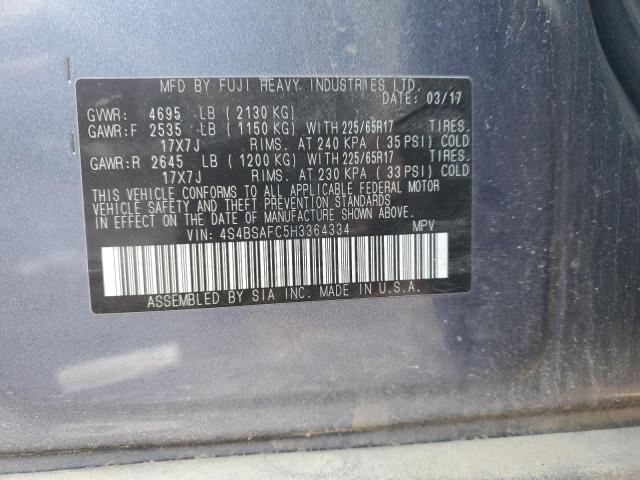 MFD BY FUJI HEAVY INDUSTRIES LTD.
DATE: 03/17
GVWR: 4695 LB (2130 KG)
GAWR:F 2535 LB (1150 KG) WITH 225/65R17 TIRES,
17X7J RIMS, AT 240 KPA (35 PSI) COLD
GAWR:R 2645 LB (1200 KG) WITH 225/65R17 TIRES,
17X7J RIMS, AT 230 KPA (33 PSI) COLD
THIS VEHICLE CONFORMS TO ALL APPLICABLE FEDERAL MOTOR
VEHICLE SAFETY AND THEFT PREVENTION STANDARDS
IN EFFECT ON THE DATE OF MANUFACTURE SHOWN ABOVE.
VIN: 4S4BSAFC5H3364334 MPV
ASSEMBLED BY SIA INC. MADE IN U.S.A.